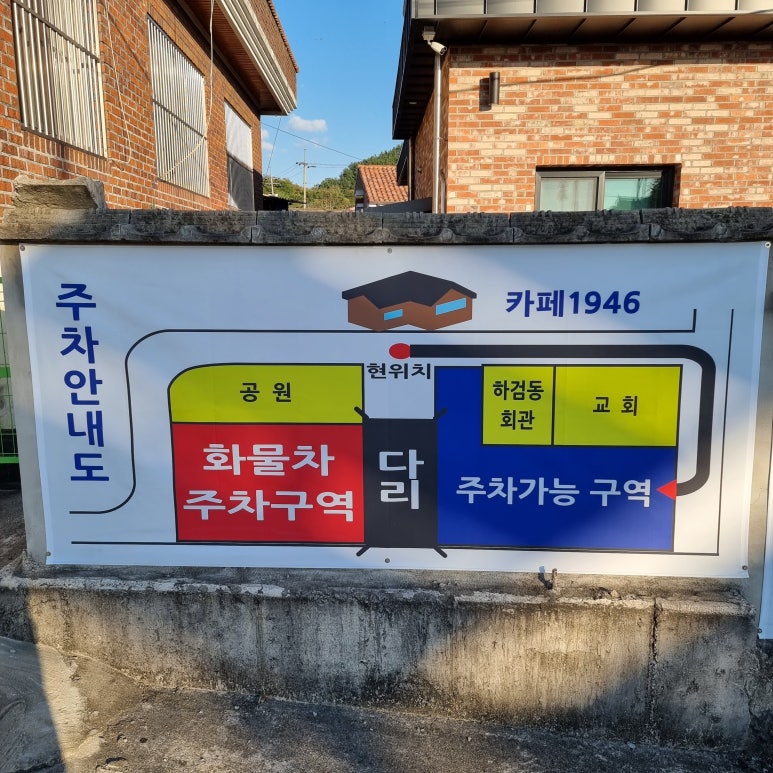 주차안내도
카페1946
현위치
공원
하검동
회관
교회
화물차
주차구역
다리
주차가능 구역